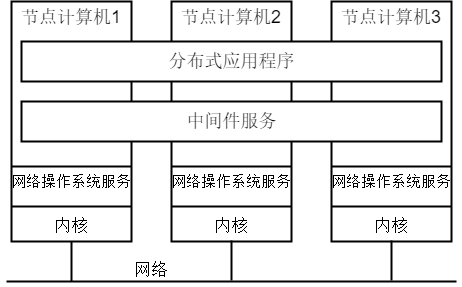 节点计算机1 节点计算机2 节点计算机3
分布式应用程序
中间件服务
网络操作系统服务 网络操作系统服务 网络操作系统服务
内核 内核 内核
网络